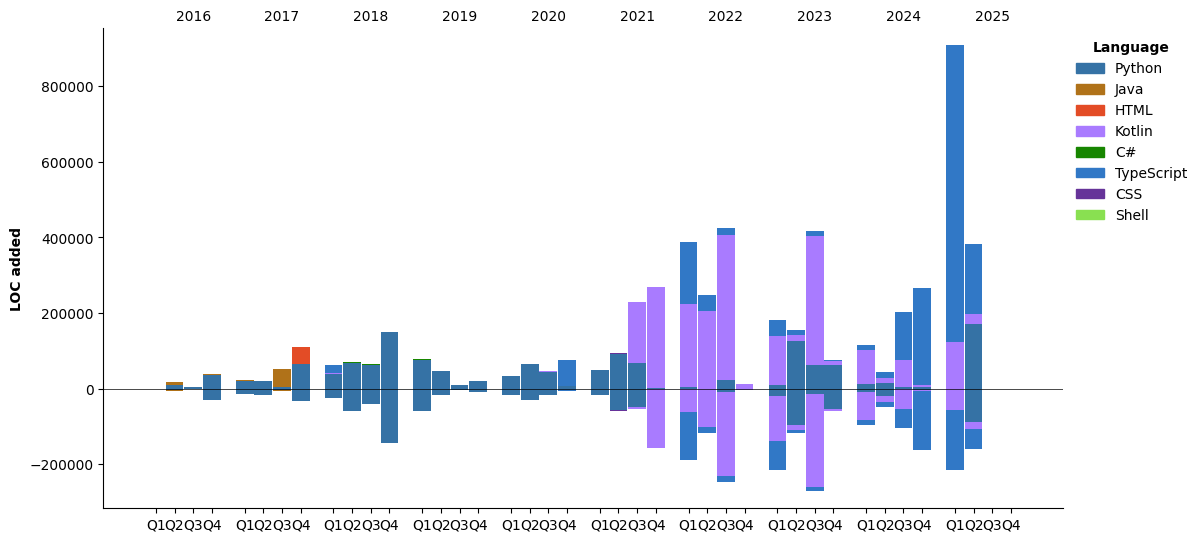 2016 2017 2018 2019 2020 2021 2022 2023 2024 2025
LOC added
800000
600000
400000
200000
0
−200000
Q1Q2Q3Q4 Q1Q2Q3Q4 Q1Q2Q3Q4 Q1Q2Q3Q4 Q1Q2Q3Q4 Q1Q2Q3Q4 Q1Q2Q3Q4 Q1Q2Q3Q4 Q1Q2Q3Q4 Q1Q2Q3Q4
Language
Python
Java
HTML
Kotlin
C#
TypeScript
CSS
Shell